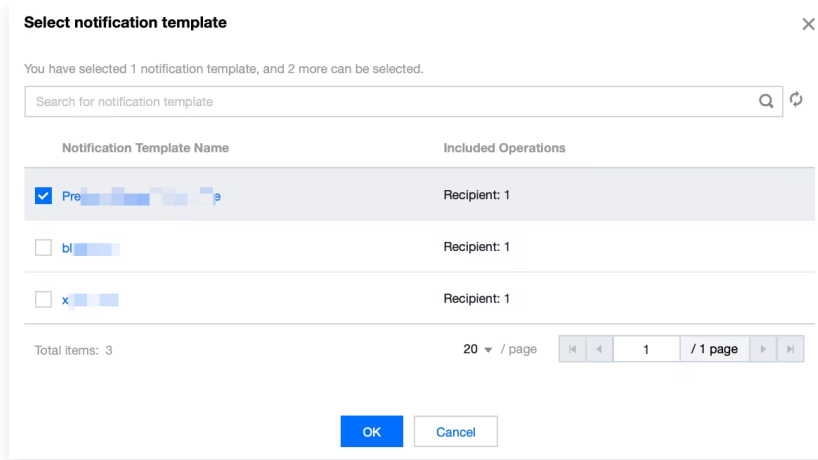 Select notification template
You have selected 1 notification template, and 2 more can be selected.
Search for notification template
Notification Template Name Included Operations
Recipient: 1
Recipient: 1
Recipient: 1
Total items: 3 20 / page 1 / 1 page
OK Cancel